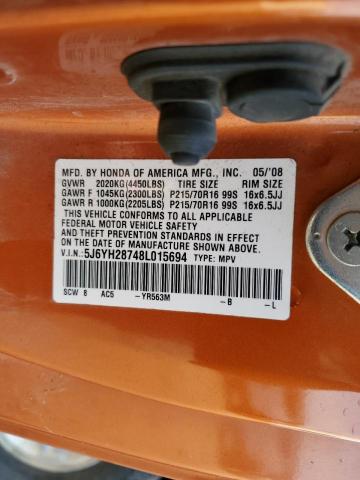 MFD. BY HONDA OF AMERICA MFG., INC. 05/'08
GVWR 2020KG(4450LBS) TIRE SIZE RIM SIZE
GAWR F 1045KG(2300LBS) P215/70R16 99S 16x6.5JJ
GAWR R 1000KG(2205LBS) P215/70R16 99S 16x6.5JJ
THIS VEHICLE CONFORMS TO ALL APPLICABLE
FEDERAL MOTOR VEHICLE SAFETY
AND THEFT PREVENTION STANDARDS IN EFFECT ON
THE DATE OF MANUFACTURE SHOWN ABOVE.
V.I.N.: 5J6YH28748L015694 TYPE: MPV
SCW 8 AC5 -YR563M -B -L